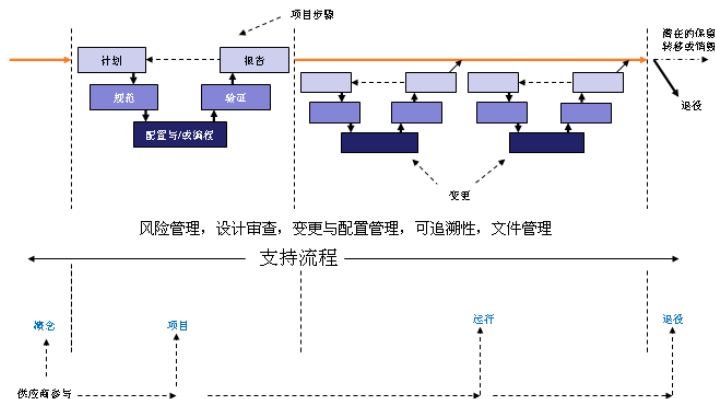 项目步骤
潜在的保留
转移或销毁
计划
报告
规范
验证
配置与/或编程
退役
变更
风险管理，设计审查，变更与配置管理，可追溯性，文件管理
支持流程
概念
项目
运行
退役
供应商参与